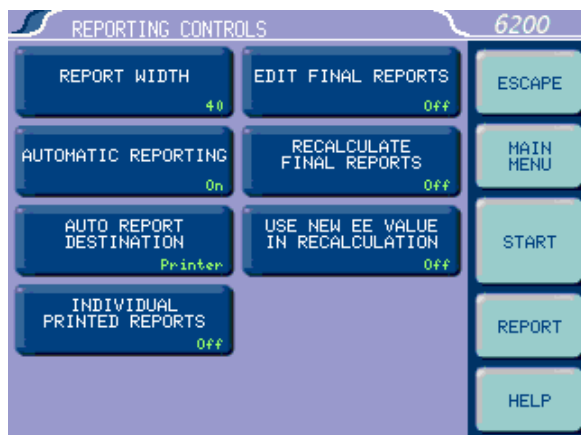 REPORTING CONTROLS
6200
REPORT WIDTH
40
EDIT FINAL REPORTS
Off
ESCAPE
AUTOMATIC REPORTING
On
RECALCULATE
FINAL REPORTS
Off
MAIN
MENU
AUTO REPORT
DESTINATION
Printer
USE NEW EE VALUE
IN RECALCULATION
Off
START
INDIVIDUAL
PRINTED REPORTS
Off
REPORT
HELP